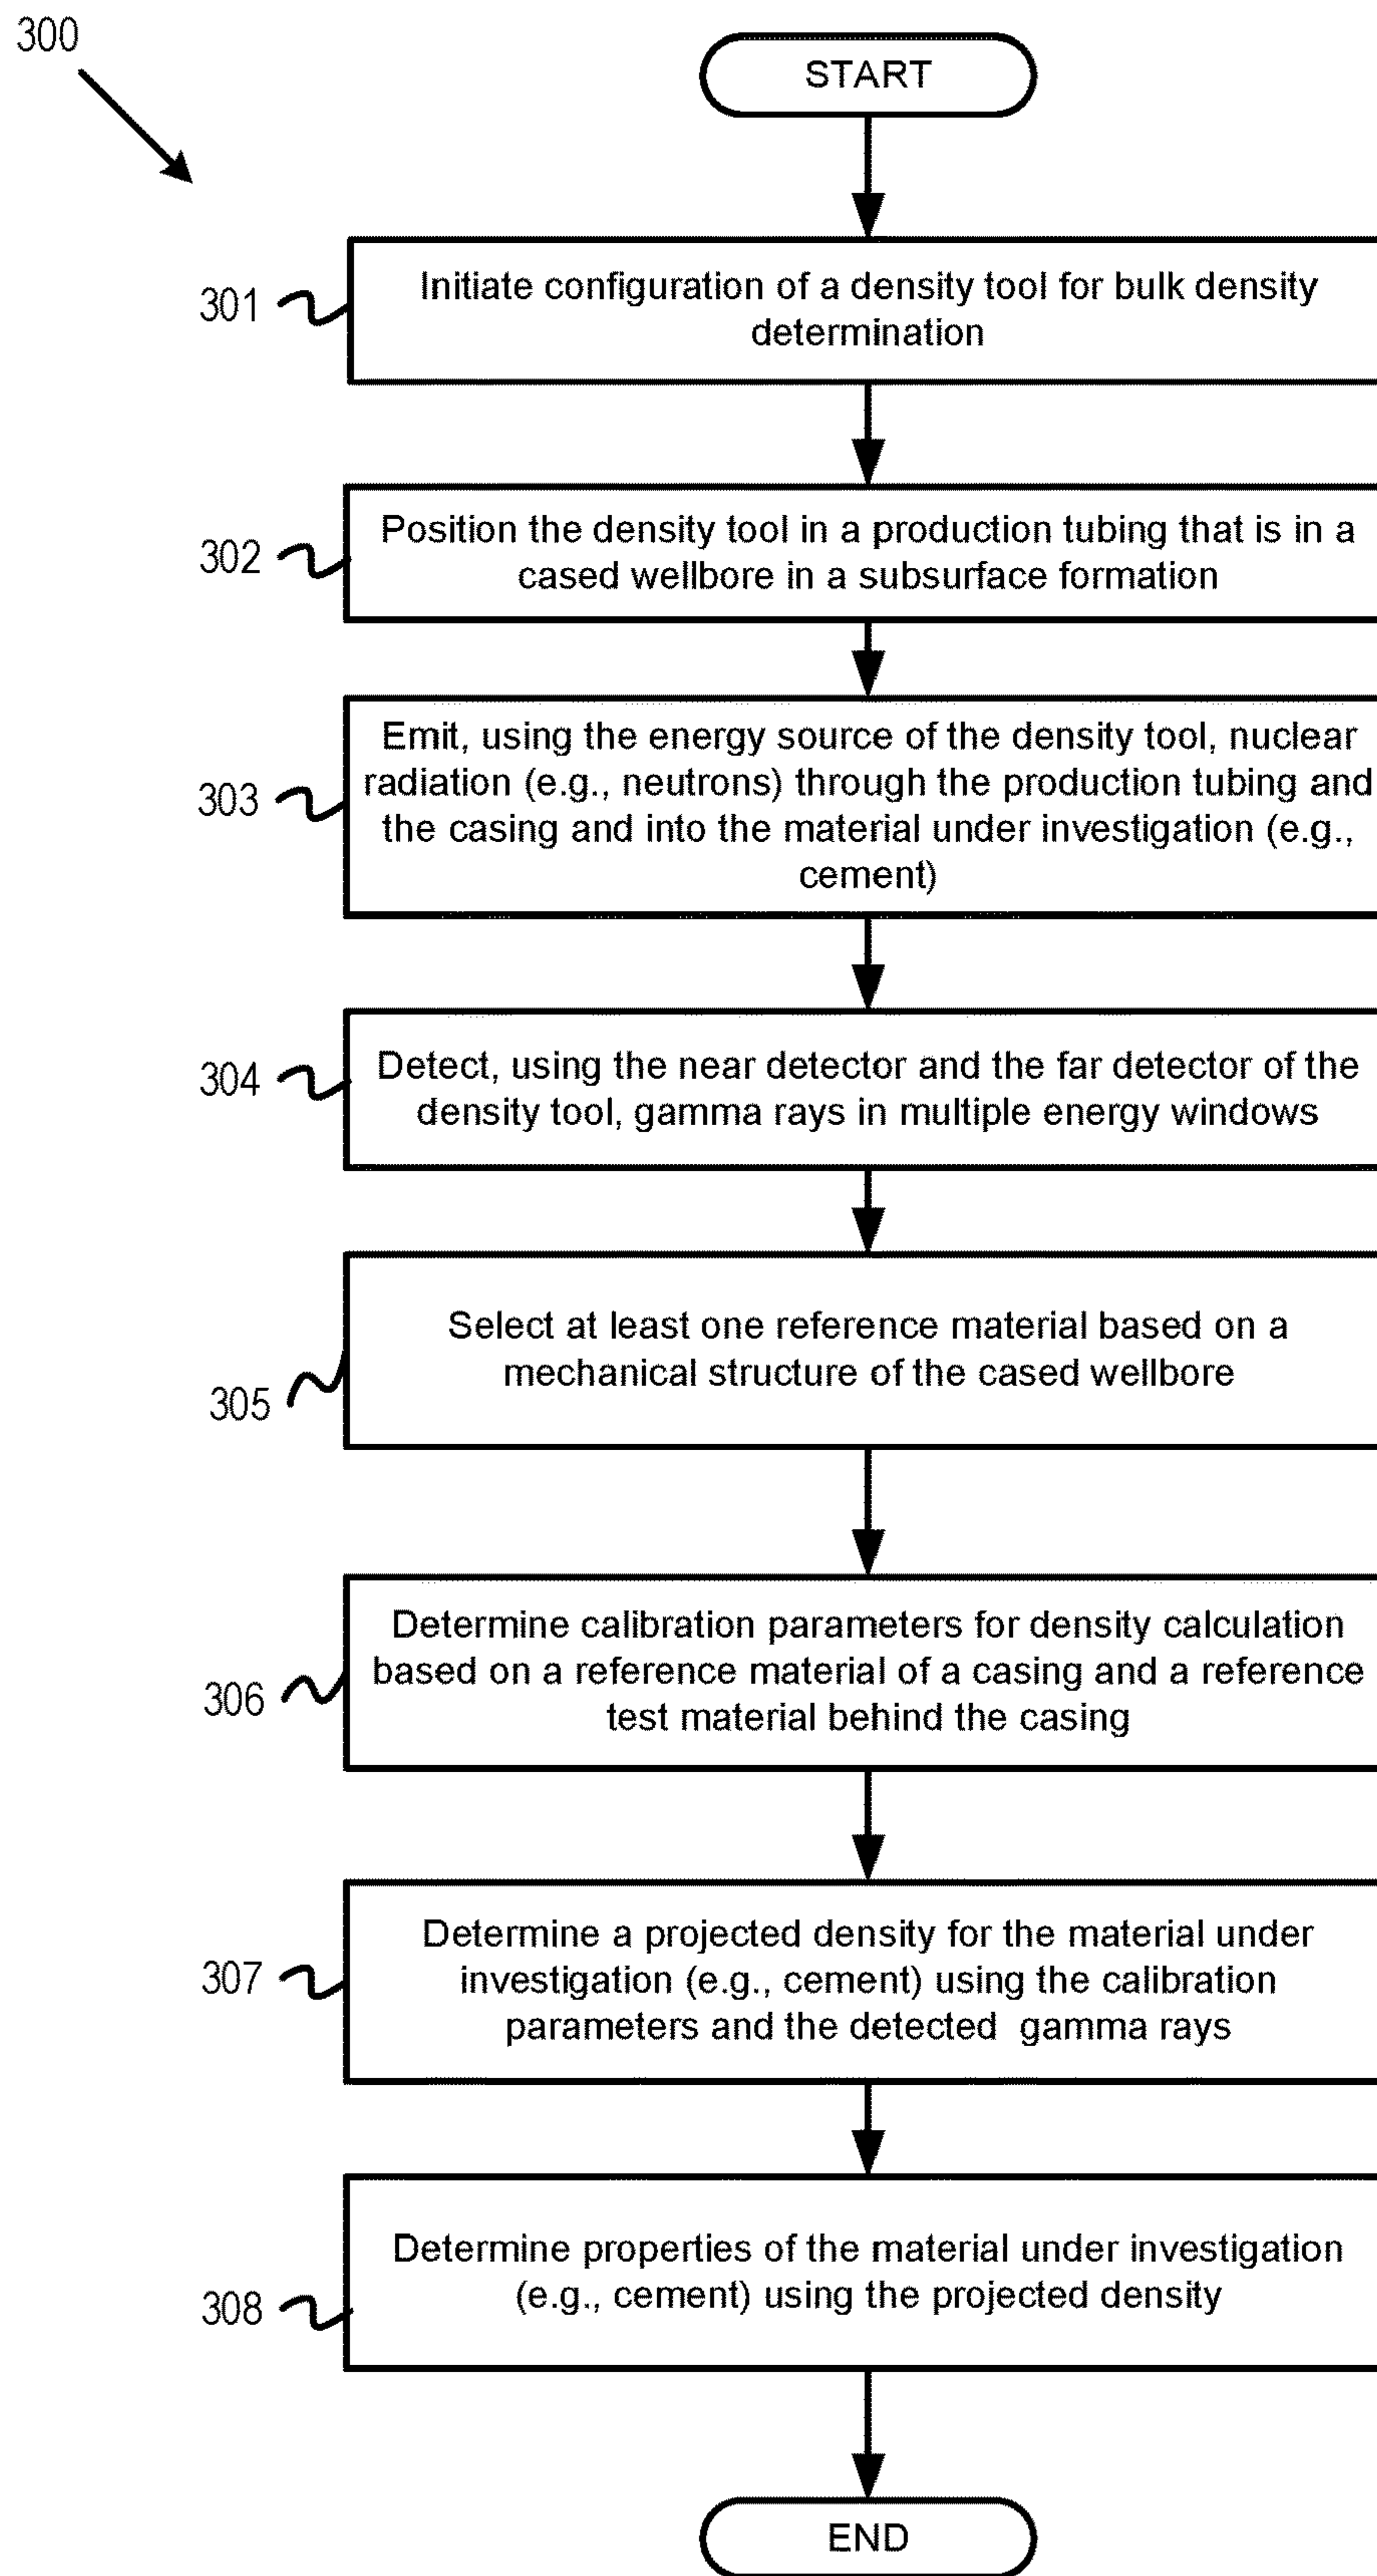 300
START
301
Initiate configuration of a density tool for bulk density
determination
302
Position the density tool in a production tubing that is in a
cased wellbore in a subsurface formation
303
Emit, using the energy source of the density tool, nuclear
radiation (e.g., neutrons) through the production tubing and
the casing and into the material under investigation (e.g.,
cement)
304
Detect, using the near detector and the far detector of the
density tool, gamma rays in multiple energy windows
305
Select at least one reference material based on a
mechanical structure of the cased wellbore
306
Determine calibration parameters for density calculation
based on a reference material of a casing and a reference
test material behind the casing
307
Determine a projected density for the material under
investigation (e.g., cement) using the calibration
parameters and the detected gamma rays
308
Determine properties of the material under investigation
(e.g., cement) using the projected density
END